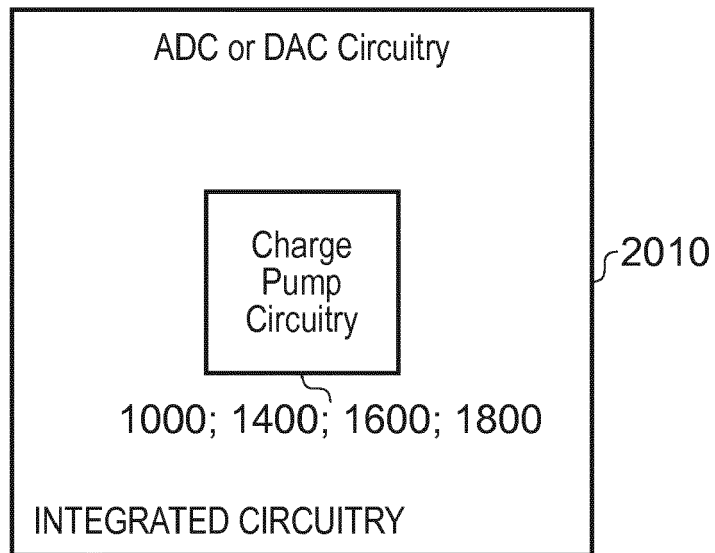 ADC or DAC Circuitry
Charge
Pump
Circuitry
2010
1000; 1400; 1600; 1800
INTEGRATED CIRCUITRY